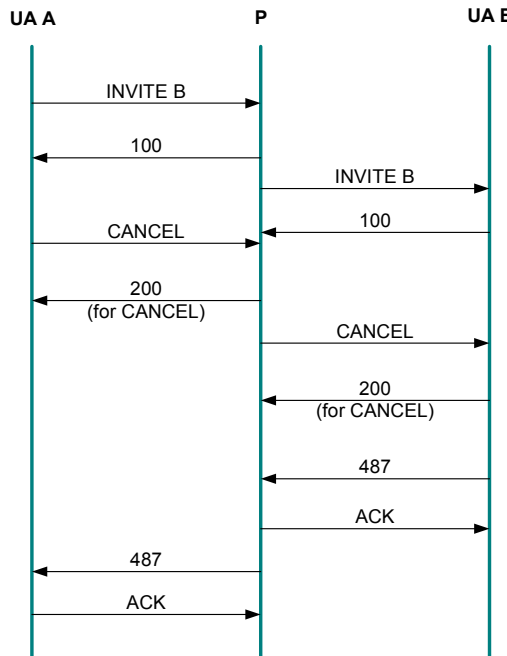 UA A
P
UA B
INVITE B
100
INVITE B
100
CANCEL
200
(for CANCEL)
CANCEL
200
(for CANCEL)
487
ACK
487
ACK